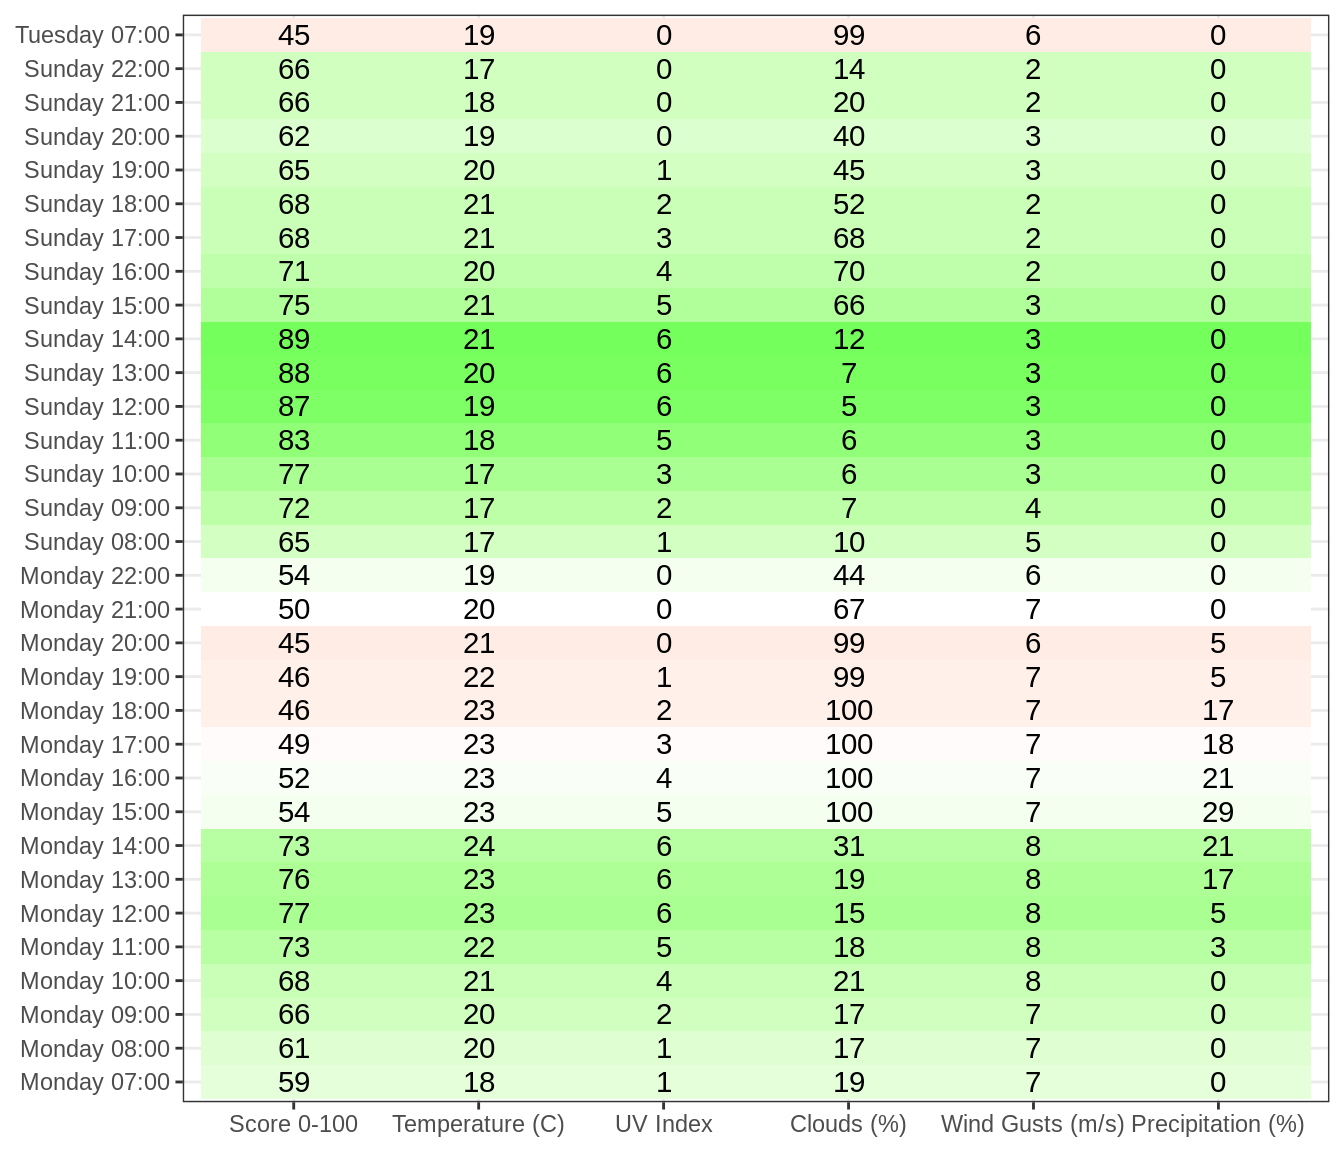 Tuesday 07:00 45 19 0 99 6 0
Sunday 22:00 66 17 0 14 2 0
Sunday 21:00 66 18 0 20 2 0
Sunday 20:00 62 19 0 40 3 0
Sunday 19:00 65 20 1 45 3 0
Sunday 18:00 68 21 2 52 2 0
Sunday 17:00 68 21 3 68 2 0
Sunday 16:00 71 20 4 70 2 0
Sunday 15:00 75 21 5 66 3 0
Sunday 14:00 89 21 6 12 3 0
Sunday 13:00 88 20 6 7 3 0
Sunday 12:00 87 19 6 5 3 0
Sunday 11:00 83 18 5 6 3 0
Sunday 10:00 77 17 3 6 3 0
Sunday 09:00 72 17 2 7 4 0
Sunday 08:00 65 17 1 10 5 0
Monday 22:00 54 19 0 44 6 0
Monday 21:00 50 20 0 67 7 0
Monday 20:00 45 21 0 99 6 5
Monday 19:00 46 22 1 99 7 5
Monday 18:00 46 23 2 100 7 17
Monday 17:00 49 23 3 100 7 18
Monday 16:00 52 23 4 100 7 21
Monday 15:00 54 23 5 100 7 29
Monday 14:00 73 24 6 31 8 21
Monday 13:00 76 23 6 19 8 17
Monday 12:00 77 23 6 15 8 5
Monday 11:00 73 22 5 18 8 3
Monday 10:00 68 21 4 21 8 0
Monday 09:00 66 20 2 17 7 0
Monday 08:00 61 20 1 17 7 0
Monday 07:00 59 18 1 19 7 0
Score 0-100 Temperature (C) UV Index Clouds (%) Wind Gusts (m/s) Precipitation (%)